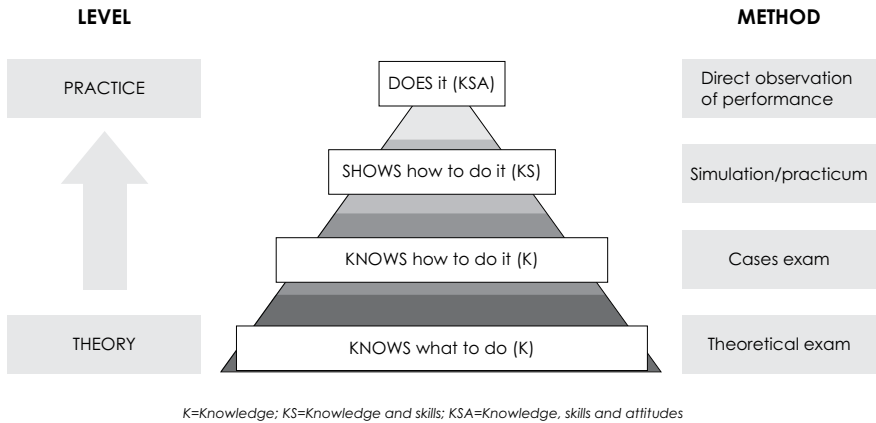 LEVEL
METHOD
PRACTICE
DOES it (KSA)
Direct observation
of performance
SHOWS how to do it (KS)
Simulation/practicum
KNOWS how to do it (K)
Cases exam
THEORY
KNOWS what to do (K)
Theoretical exam
K=Knowledge; KS=Knowledge and skills; KSA=Knowledge, skills and attitudes